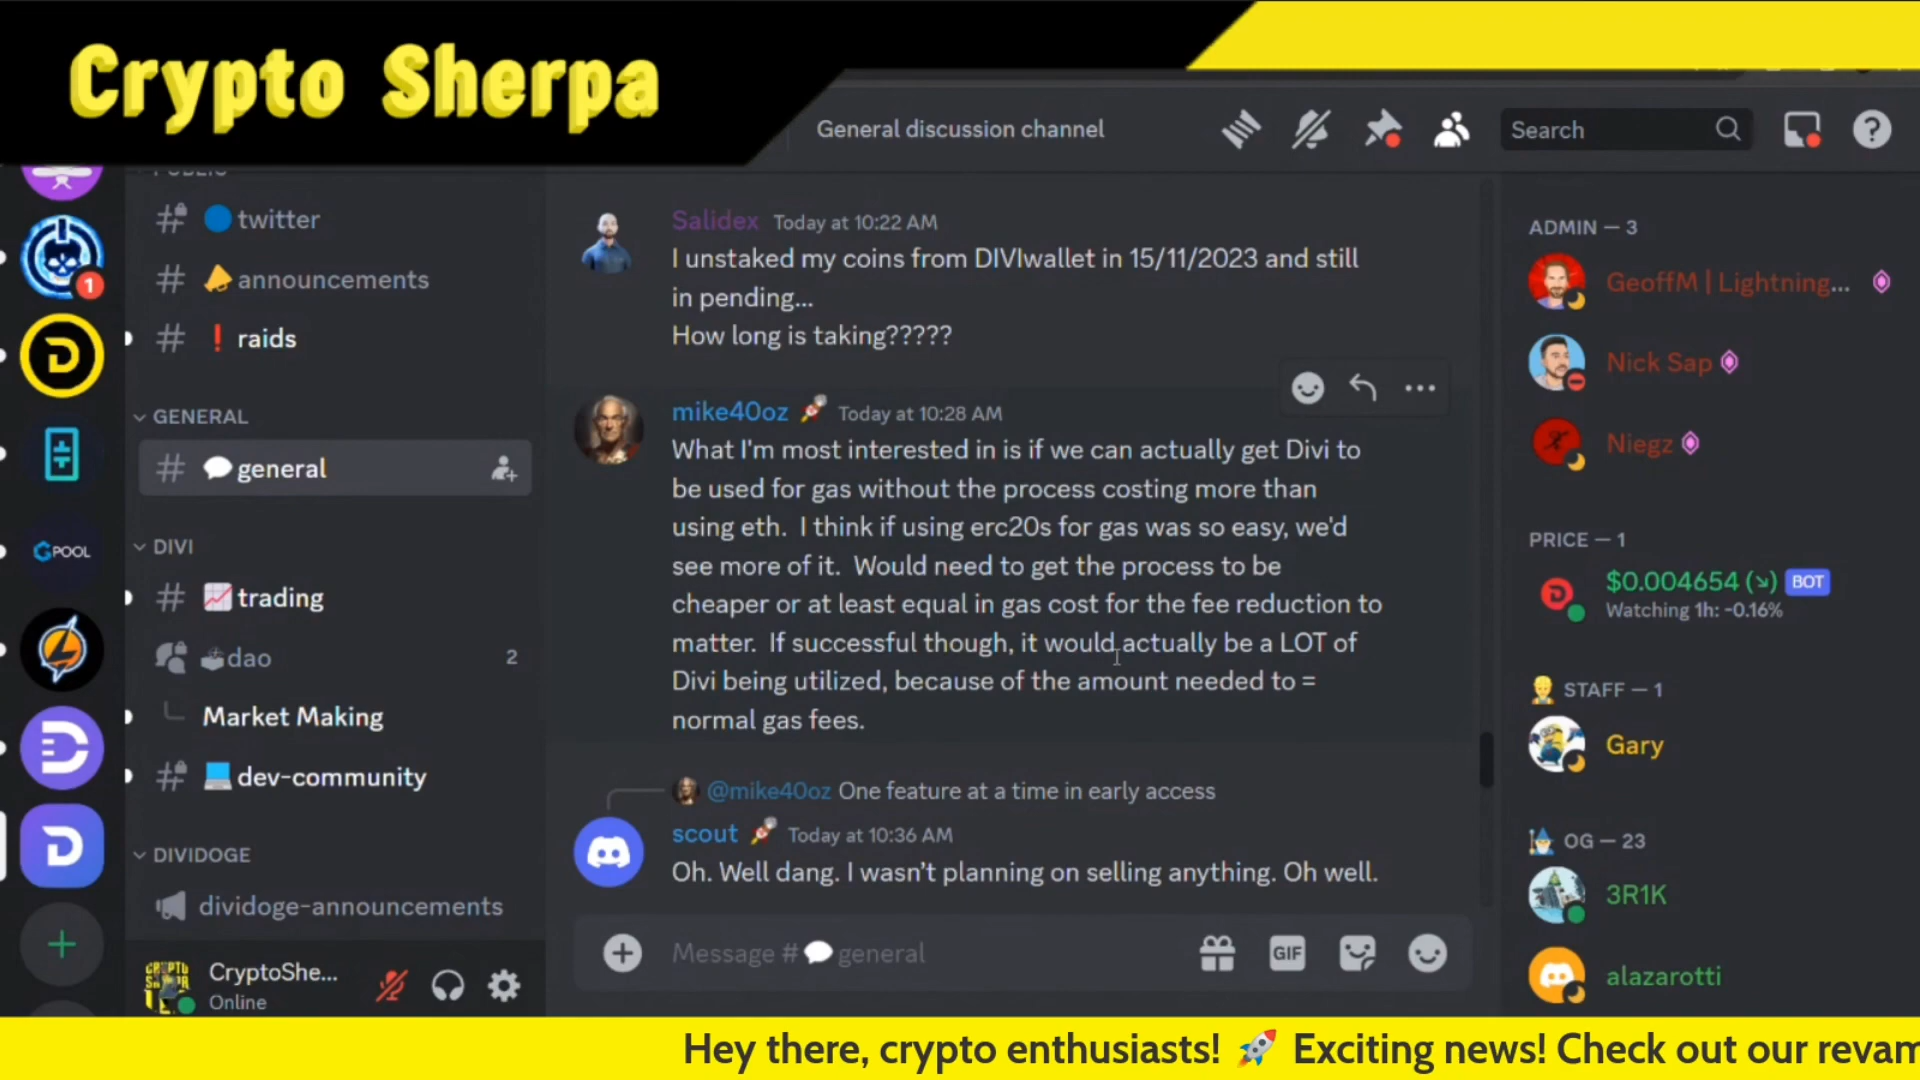 Crypto Sherpa
General discussion channel
Search
PUBLIC
twitter
announcements
raids
GENERAL
general
DIVI
trading
dao 2
Market Making
dev-community
DIVIDOGE
dividoge-announcements
CryptoShe...
Online
1
GPOOL
Salidex Today at 10:22 AM
I unstaked my coins from DIVIwallet in 15/11/2023 and still
in pending...
How long is taking?????
mike40oz Today at 10:28 AM
What I'm most interested in is if we can actually get Divi to
be used for gas without the process costing more than
using eth. I think if using erc20s for gas was so easy, we'd
see more of it. Would need to get the process to be
cheaper or at least equal in gas cost for the fee reduction to
matter. If successful though, it would actually be a LOT of
Divi being utilized, because of the amount needed to =
normal gas fees.
@mike40oz One feature at a time in early access
scout Today at 10:36 AM
Oh. Well dang. I wasn't planning on selling anything. Oh well.
Message # general
GIF
ADMIN — 3
GeoffM | Lightning...
Nick Sap
Niegz
PRICE — 1
$0.004654 (↘) BOT
Watching 1h: -0.16%
STAFF — 1
Gary
OG — 23
3R1K
alazarotti
Hey there, crypto enthusiasts! 🚀 Exciting news! Check out our revam